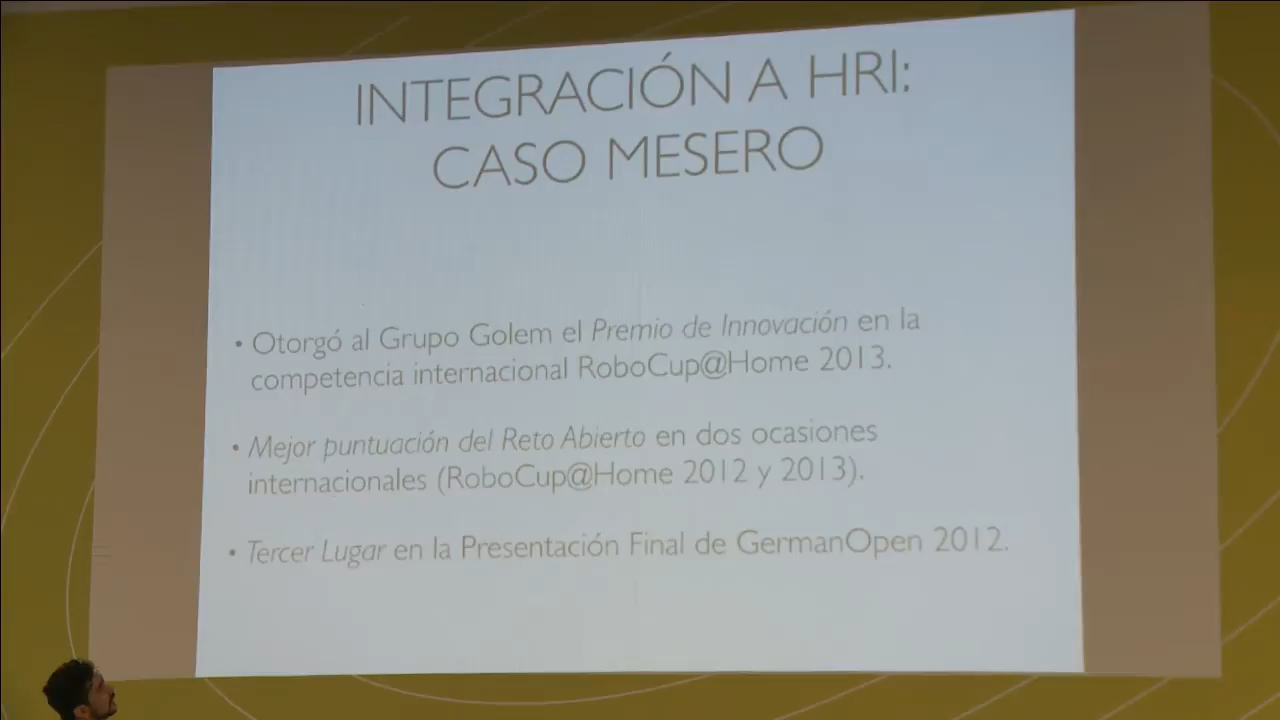 INTEGRACIÓN A HRI:
CASO MESERO
• Otorgó al Grupo Golem el Premio de Innovación en la
competencia internacional RoboCup@Home 2013.
• Mejor puntuación del Reto Abierto en dos ocasiones
internacionales (RoboCup@Home 2012 y 2013).
• Tercer Lugar en la Presentación Final de GermanOpen 2012.